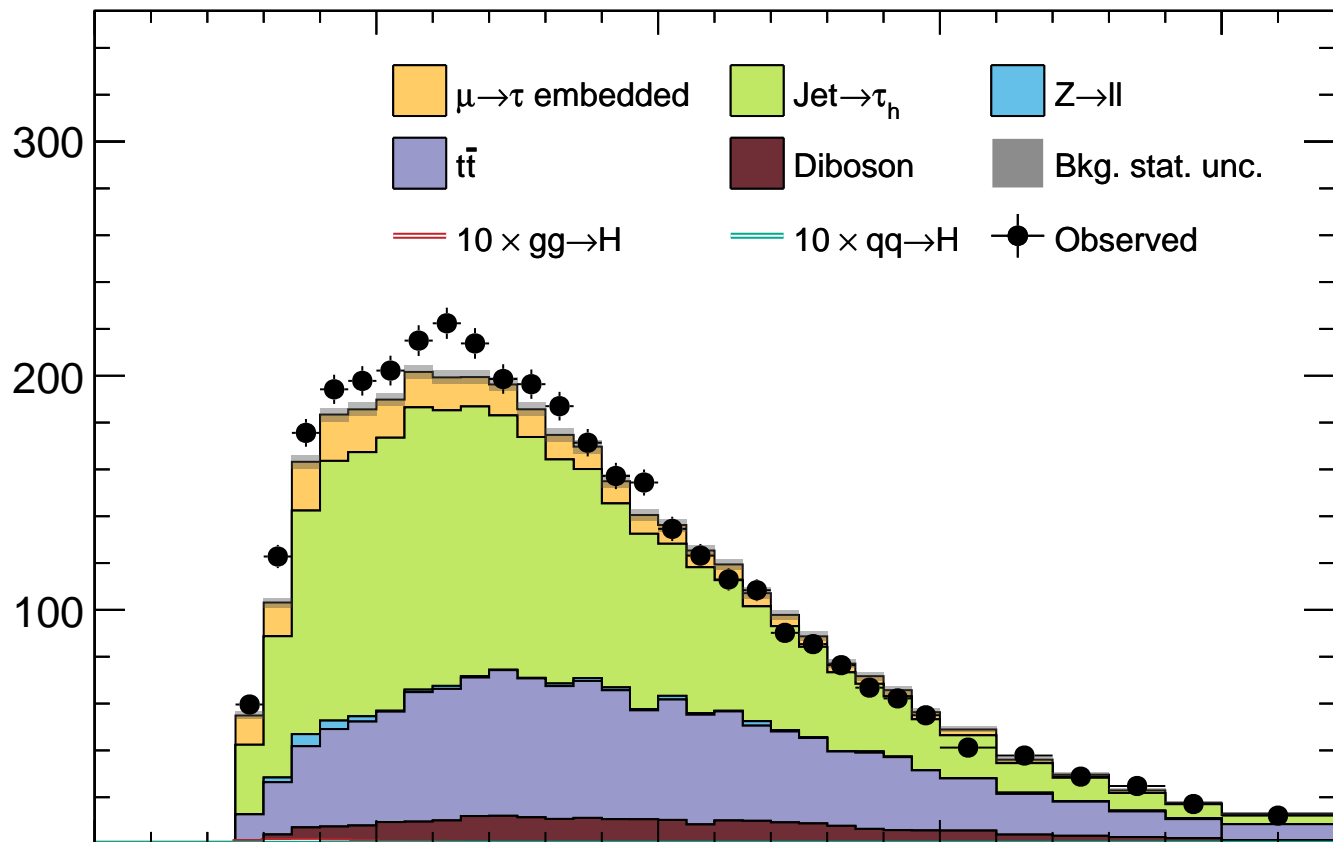 μ→τ embedded Jet→τₕ Z→ll
300
tt̄ Diboson Bkg. stat. unc.
10 × gg→H 10 × qq→H Observed
200
100